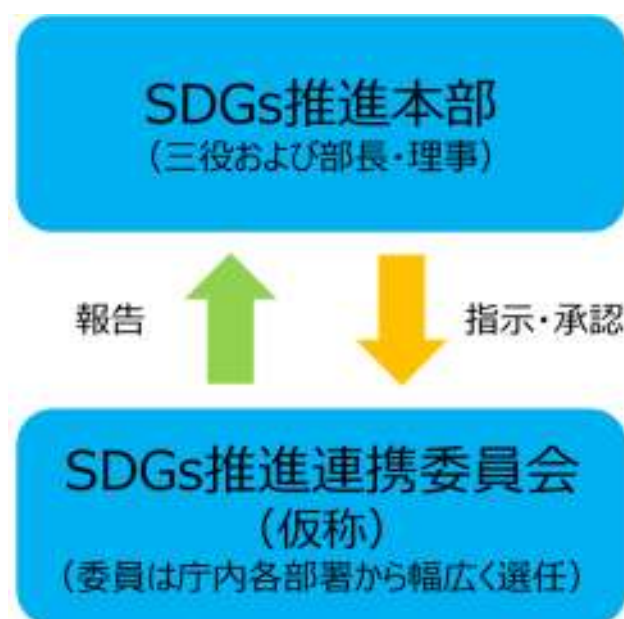 SDGs推進本部
（三役および部長・理事）
報告
指示・承認
SDGs推進連携委員会
（仮称）
（委員は庁内各部署から幅広く選任）